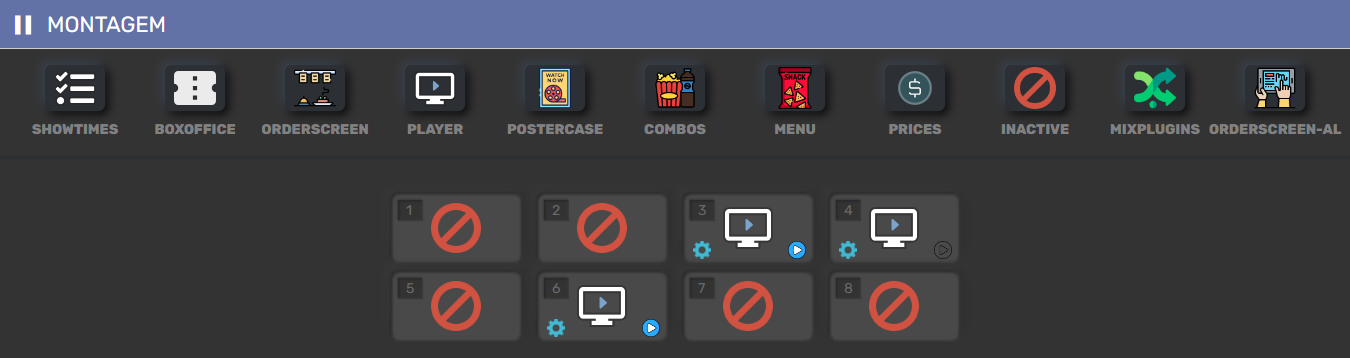 MONTAGEM
WATCH
NOW
SNACK
$
SHOWTIMES BOXOFFICE ORDERSCREEN PLAYER POSTERCASE COMBOS MENU PRICES INACTIVE MIXPLUGINS ORDERSCREEN-AL
1 2 3 4
5 6 7 8